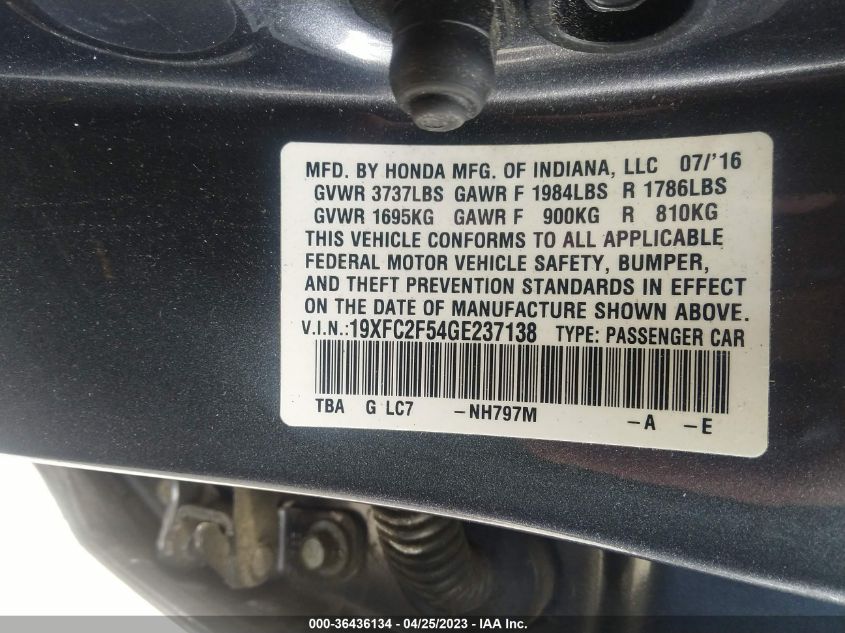 MFD. BY HONDA MFG. OF INDIANA, LLC 07/'16
GVWR 3737LBS GAWR F 1984LBS R 1786LBS
GVWR 1695KG GAWR F 900KG R 810KG
THIS VEHICLE CONFORMS TO ALL APPLICABLE
FEDERAL MOTOR VEHICLE SAFETY, BUMPER,
AND THEFT PREVENTION STANDARDS IN EFFECT
ON THE DATE OF MANUFACTURE SHOWN ABOVE.
V.I.N.:19XFC2F54GE237138 TYPE: PASSENGER CAR
TBA G LC7 -NH797M -A -E
000-36436134 - 04/25/2023 - IAA Inc.